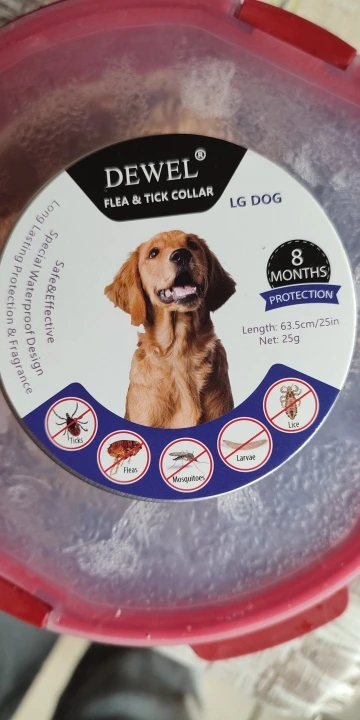 DEWEL®
FLEA & TICK COLLAR
LG DOG
Safe&Effective
Special Waterproof Design
Long Lasting Protection & Fragrance
8
MONTHS
PROTECTION
Length: 63.5cm/25in
Net: 25g
Ticks
Fleas
Mosquitoes
Larvae
Lice